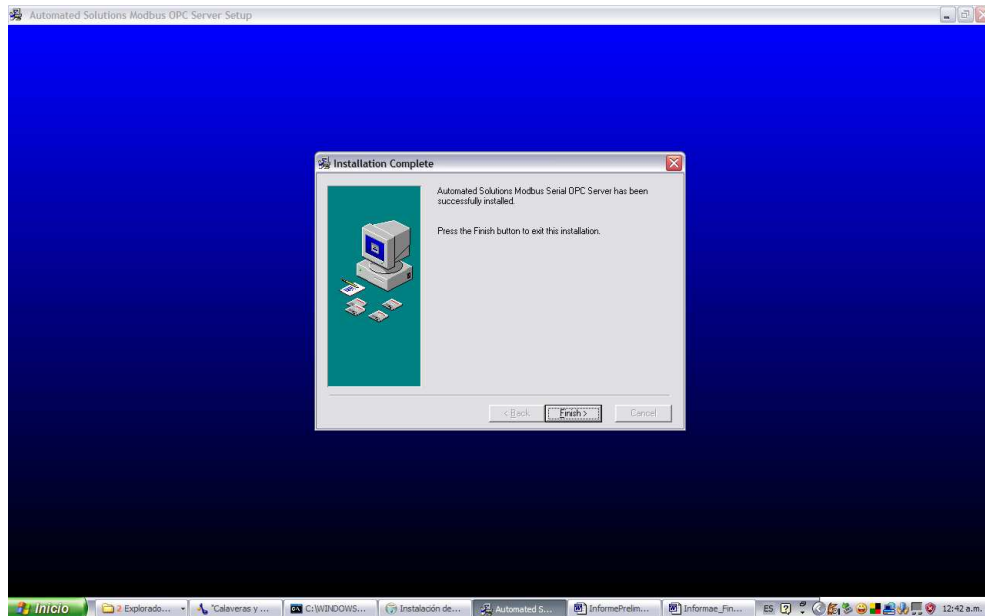 Automated Solutions Modbus OPC Server Setup
Installation Complete
Automated Solutions Modbus Serial OPC Server has been
successfully installed.
Press the Finish button to exit this installation.
< Back
Finish >
Cancel
Inicio
2 Explorado...
"Calaveras y ...
C:\WINDOWS...
Instalación de...
Automated S...
InformePrelim...
Informae_Fin...
ES
12:42 a.m.